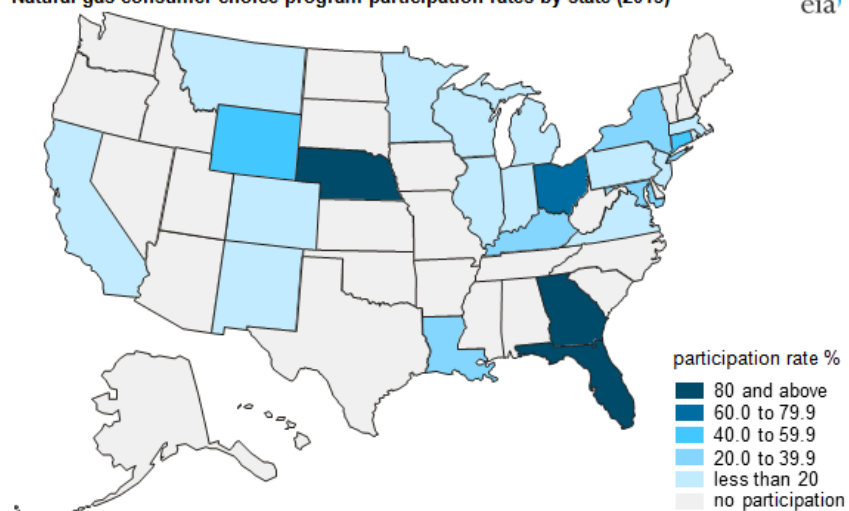 Natural gas consumer choice program participation rates by state (2019)
eia
participation rate %
80 and above
60.0 to 79.9
40.0 to 59.9
20.0 to 39.9
less than 20
no participation